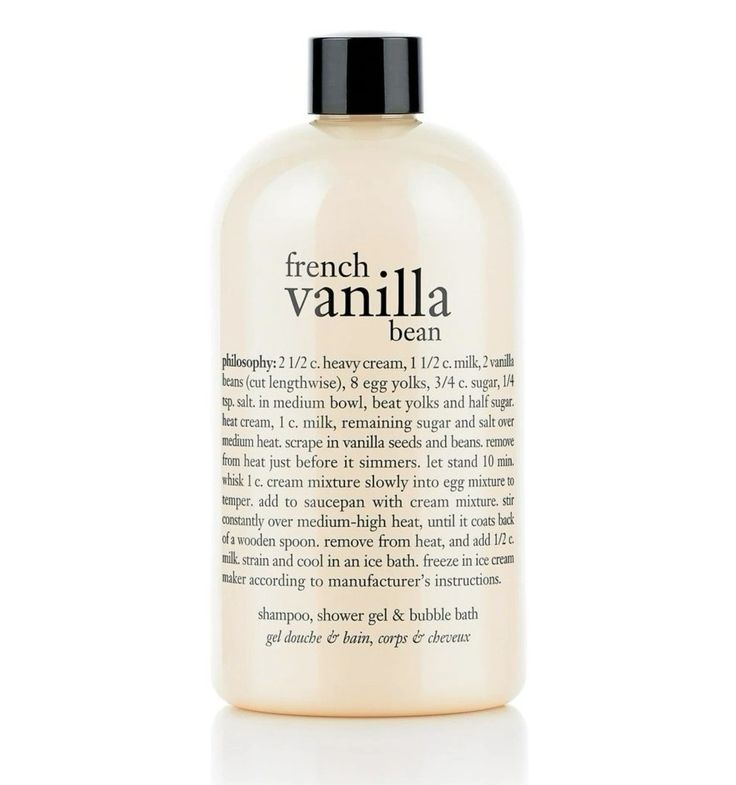 french
vanilla
bean
philosophy: 2 1/2 c. heavy cream, 1 1/2 c. milk, 2 vanilla
beans (cut lengthwise), 8 egg yolks, 3/4 c. sugar, 1/4
tsp. salt. in medium bowl, beat yolks and half sugar.
heat cream, 1 c. milk, remaining sugar and salt over
medium heat. scrape in vanilla seeds and beans. remove
from heat just before it simmers. let stand 10 min.
whisk 1 c. cream mixture slowly into egg mixture to
temper. add to saucepan with cream mixture. stir
constantly over medium-high heat, until it coats back
of a wooden spoon. remove from heat, and add 1/2 c.
milk. strain and cool in an ice bath. freeze in ice cream
maker according to manufacturer's instructions.
shampoo, shower gel & bubble bath
gel douche & bain, corps & cheveux